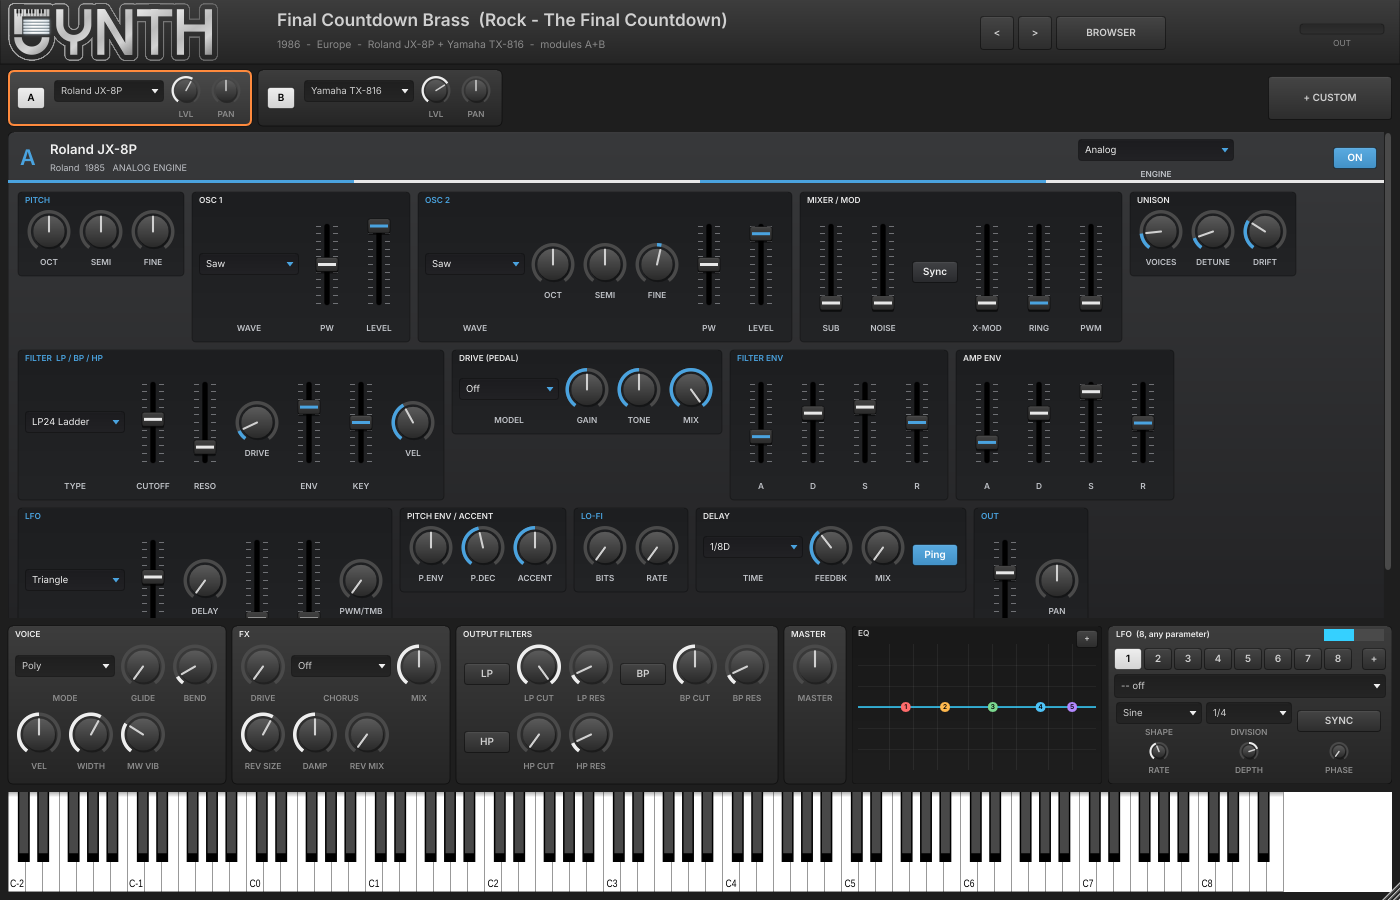 SYNTH
Final Countdown Brass (Rock - The Final Countdown)
1986 - Europe - Roland JX-8P + Yamaha TX-816 - modules A+B
< > BROWSER
OUT
A Roland JX-8P LVL PAN
B Yamaha TX-816 LVL PAN
+ CUSTOM
A Roland JX-8P
Roland 1985 ANALOG ENGINE
Analog
ENGINE
ON
PITCH
OCT SEMI FINE
OSC 1
Saw
WAVE PW LEVEL
OSC 2
Saw
OCT SEMI FINE
WAVE PW LEVEL
MIXER / MOD
Sync
SUB NOISE X-MOD RING PWM
UNISON
VOICES DETUNE DRIFT
FILTER LP / BP / HP
LP24 Ladder
DRIVE VEL
TYPE CUTOFF RESO ENV KEY
DRIVE (PEDAL)
Off
MODEL GAIN TONE MIX
FILTER ENV
A D S R
AMP ENV
A D S R
LFO
Triangle
DELAY PWM/TMB
PITCH ENV / ACCENT
P.ENV P.DEC ACCENT
LO-FI
BITS RATE
DELAY
1/8D
Ping
TIME FEEDBK MIX
OUT
PAN
VOICE
Poly
MODE GLIDE BEND
VEL WIDTH MW VIB
FX
Off
DRIVE CHORUS MIX
REV SIZE DAMP REV MIX
OUTPUT FILTERS
LP BP
LP CUT LP RES BP CUT BP RES
HP
HP CUT HP RES
MASTER
MASTER
EQ
+
1 2 3 4 5
LFO (8, any parameter)
1 2 3 4 5 6 7 8 +
-- off
Sine 1/4 SYNC
SHAPE DIVISION
RATE DEPTH PHASE
C-2 C-1 C0 C1 C2 C3 C4 C5 C6 C7 C8